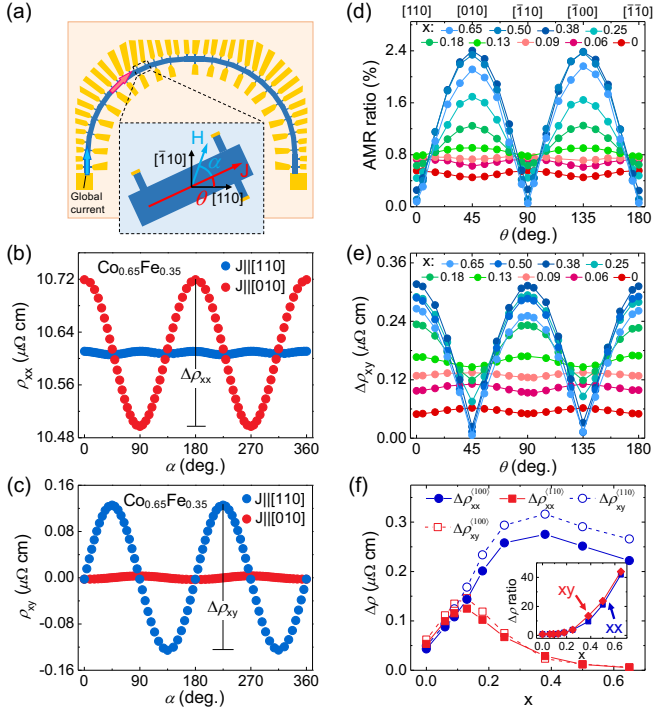 (a)
H
[1̄10]
α
J
θ
[110]
Global
current
(b)
Co0.65Fe0.35
J||[110]
J||[010]
10.72
10.64
10.56
10.48
ρxx (μΩ cm)
Δρxx
0 90 180 270 360
α (deg.)
(c)
Co0.65Fe0.35
J||[110]
J||[010]
0.12
0.00
-0.08
-0.16
ρxy (μΩ cm)
Δρxy
0 90 180 270 360
α (deg.)
(d)
[110] [010] [1̄10] [1̄00] [1̄1̄0]
x: 0.65 0.50 0.38 0.25
0.18 0.13 0.09 0.06 0
2.4
1.6
0.8
0.0
AMR ratio (%)
0 45 90 135 180
θ (deg.)
(e)
x: 0.65 0.50 0.38 0.25
0.18 0.13 0.09 0.06 0
0.36
0.24
0.12
0.00
Δρxy (μΩ cm)
0 45 90 135 180
θ (deg.)
(f)
Δρxx⟨100⟩ Δρxx⟨110⟩ Δρxy⟨110⟩
Δρxy⟨100⟩
0.3
0.2
0.1
0.0
Δρ (μΩ cm)
40
20
0
Δρ ratio
xy
xx
0.0 0.2 0.4 0.6
x
0.0 0.2 0.4 0.6
x